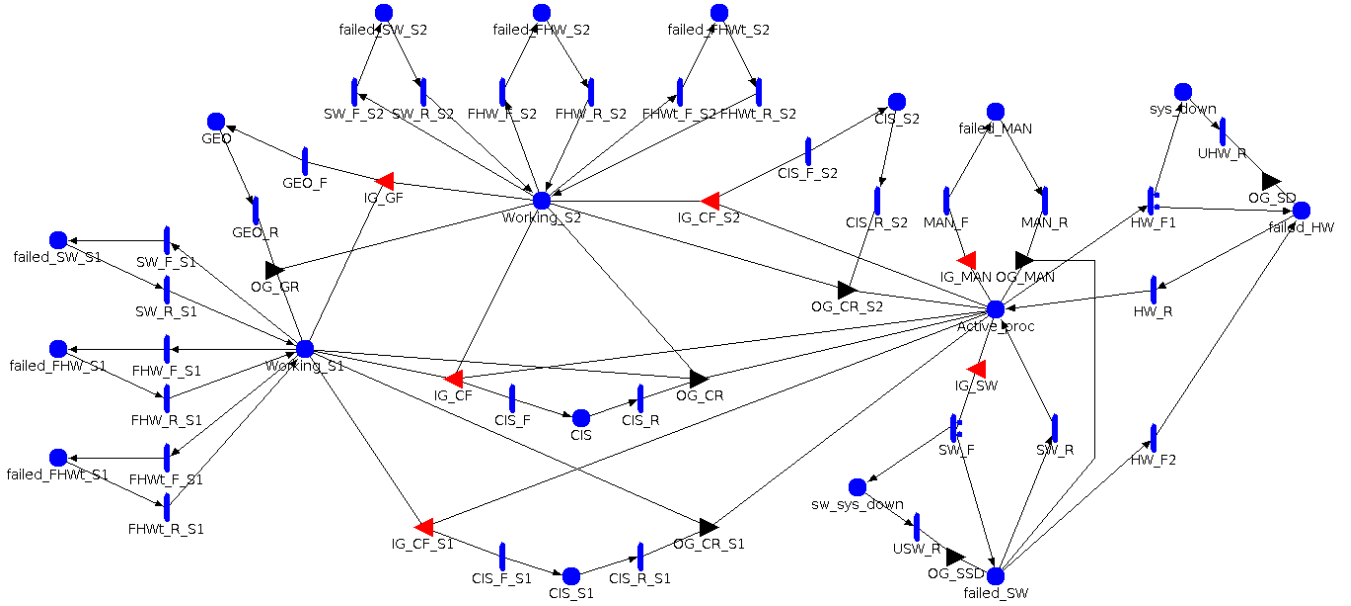 failed_SW_S2
failed_FHW_S2
failed_FHWt_S2
SW_F_S2
SW_R_S2
FHW_F_S2
FHW_R_S2
FHWt_F_S2
FHWt_R_S2
CIS_S2
failed_MAN
sys_down
GEO
GEO_F
IG_GF
CIS_F_S2
UHW_R
OG_SD
Working_S2
IG_CF_S2
CIS_R_S2
MAN_F
MAN_R
HW_F1
failed_HW
GEO_R
failed_SW_S1
SW_F_S1
OG_GR
SW_R_S1
OG_CR_S2
IG_MAN
OG_MAN
HW_R
Active_proc
failed_FHW_S1
FHW_F_S1
Working_S1
IG_CF
OG_CR
IG_SW
FHW_R_S1
CIS_F
CIS
CIS_R
SW_F
SW_R
HW_F2
failed_FHWt_S1
FHWt_F_S1
FHWt_R_S1
sw_sys_down
IG_CF_S1
OG_CR_S1
USW_R
OG_SSD
CIS_F_S1
CIS_S1
CIS_R_S1
failed_SW